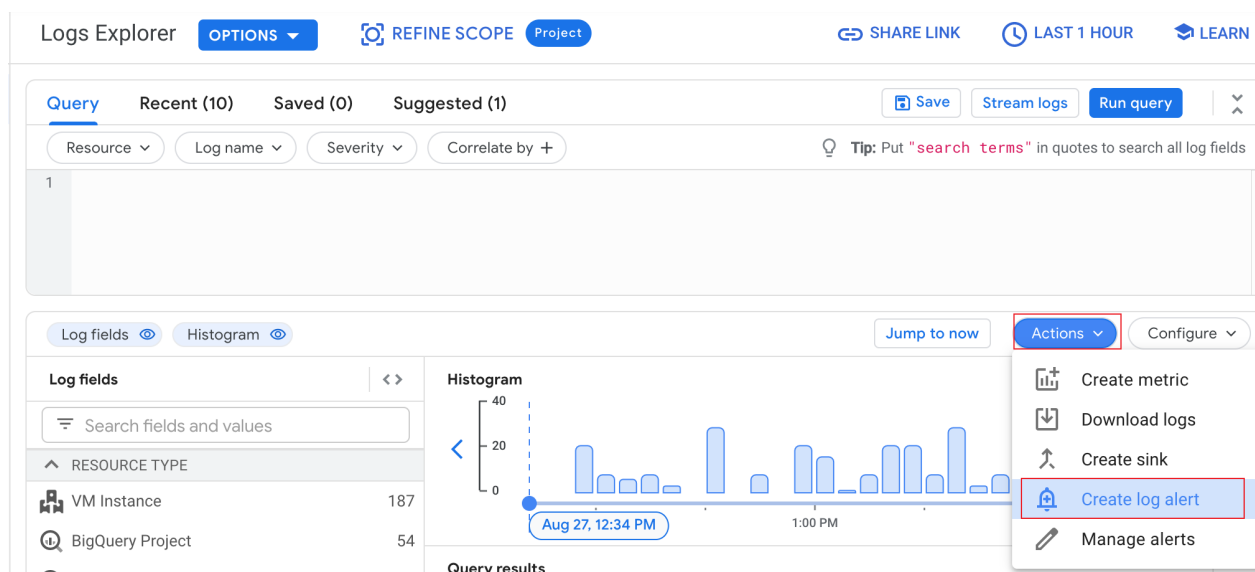 Logs Explorer OPTIONS REFINE SCOPE Project SHARE LINK LAST 1 HOUR LEARN
Query Recent (10) Saved (0) Suggested (1) Save Stream logs Run query
Resource Log name Severity Correlate by + Tip: Put "search terms" in quotes to search all log fields
1
Log fields Histogram Jump to now Actions Configure
Log fields <> Histogram
Create metric
Download logs
Create sink
Create log alert
Manage alerts
Search fields and values
RESOURCE TYPE
VM Instance 187
BigQuery Project 54
40
20
0
Aug 27, 12:34 PM 1:00 PM
Query results